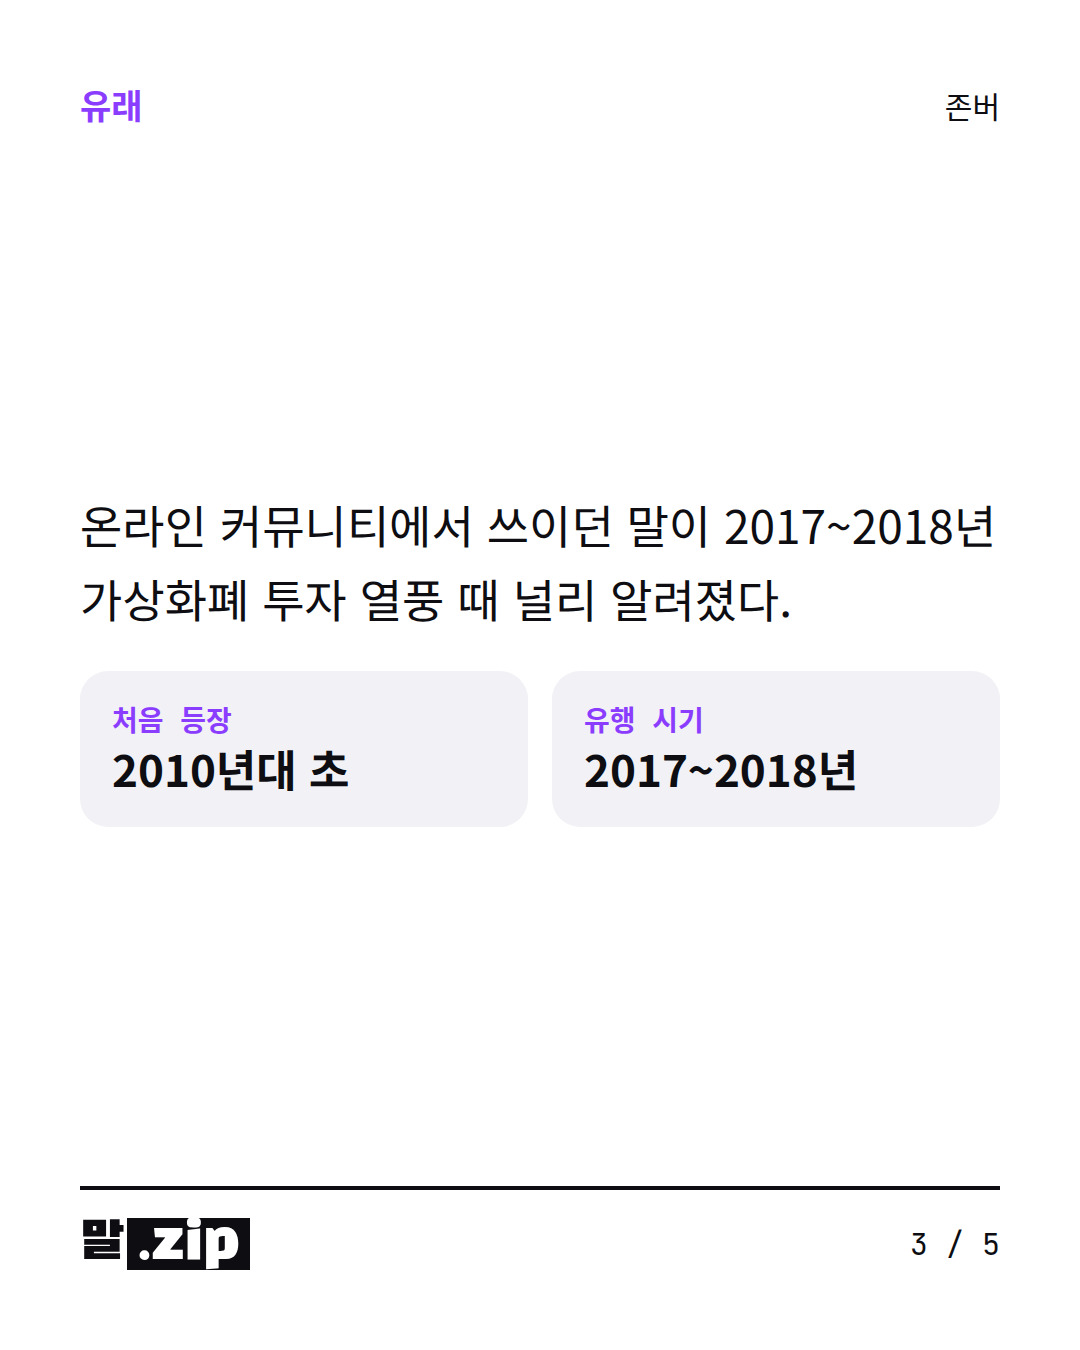 유래
존버
온라인 커뮤니티에서 쓰이던 말이 2017~2018년
가상화폐 투자 열풍 때 널리 알려졌다.
처음 등장
2010년대 초
유행 시기
2017~2018년
말.zip
3 / 5